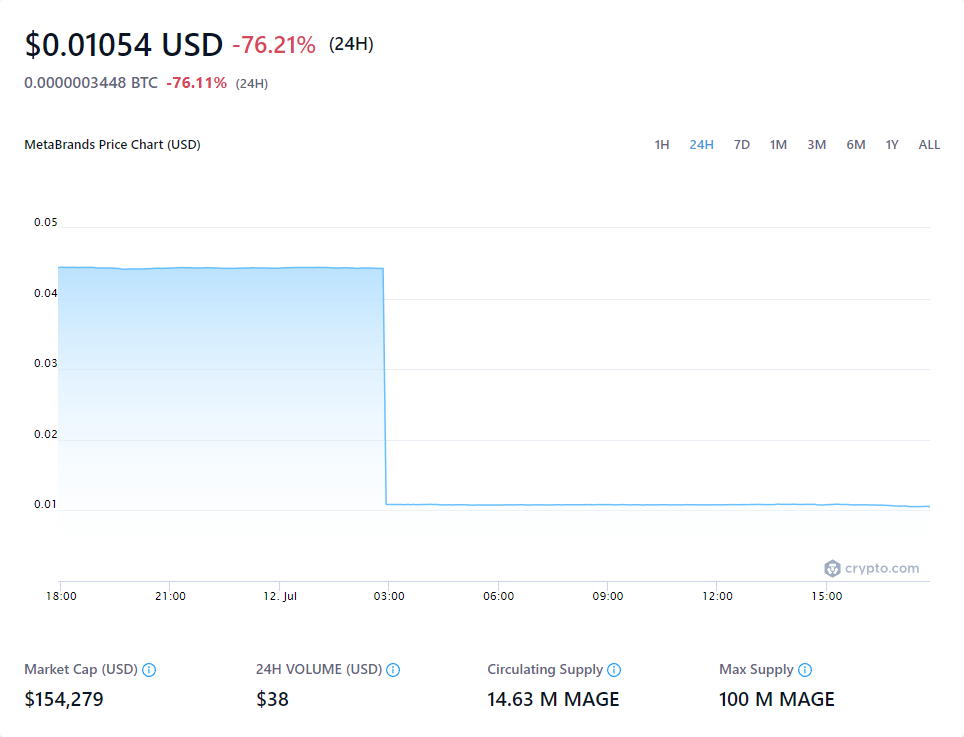 $0.01054 USD -76.21% (24H)
0.0000003448 BTC -76.11% (24H)
MetaBrands Price Chart (USD) 1H 24H 7D 1M 3M 6M 1Y ALL
0.05
0.04
0.03
0.02
0.01
crypto.com
18:00 21:00 12. Jul 03:00 06:00 09:00 12:00 15:00
Market Cap (USD) 24H VOLUME (USD) Circulating Supply Max Supply
$154,279 $38 14.63 M MAGE 100 M MAGE